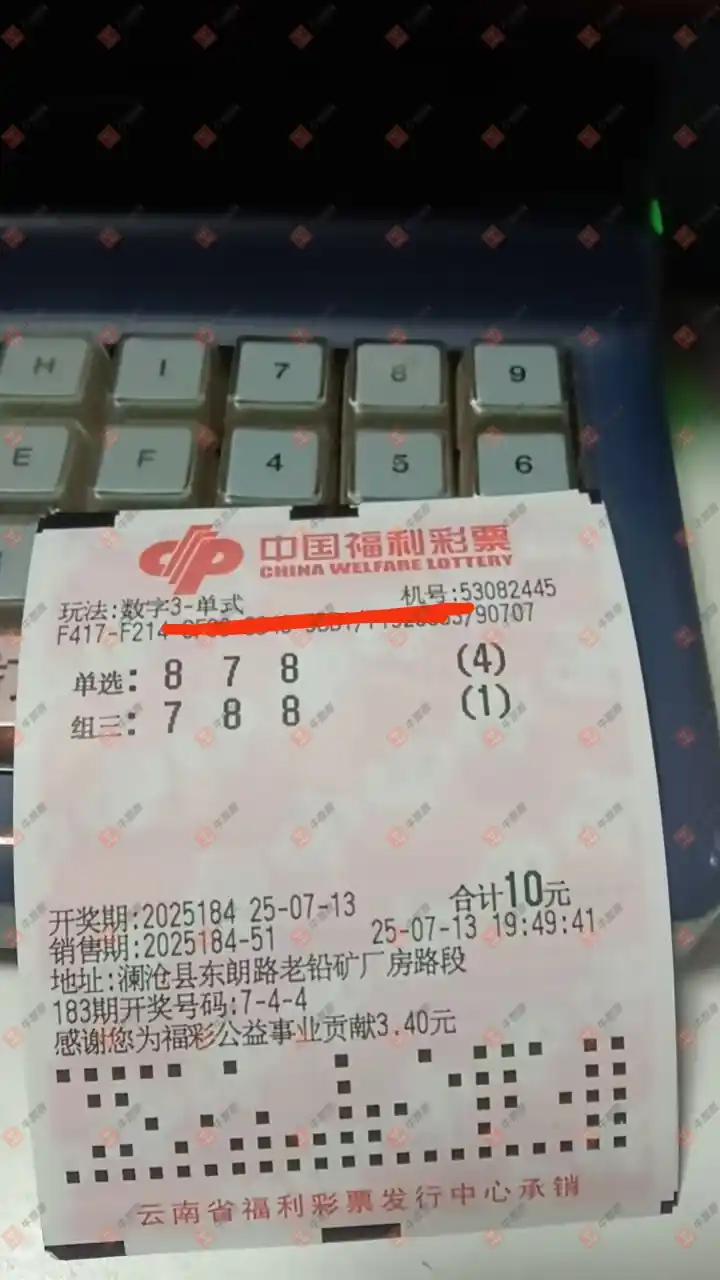 H I 7 8 9
E F 4 5 6
中国福利彩票
CHINA WELFARE LOTTERY
玩法:数字3-单式 机号:53082445
F417-F214 /90707
单选: 8 7 8 (4)
组三: 7 8 8 (1)
开奖期:2025184 25-07-13 合计10元
销售期:2025184-51 25-07-13 19:49:41
地址:澜沧县东朗路老铅矿厂房路段
183期开奖号码:7-4-4
感谢您为福彩公益事业贡献3.40元
云南省福利彩票发行中心承销